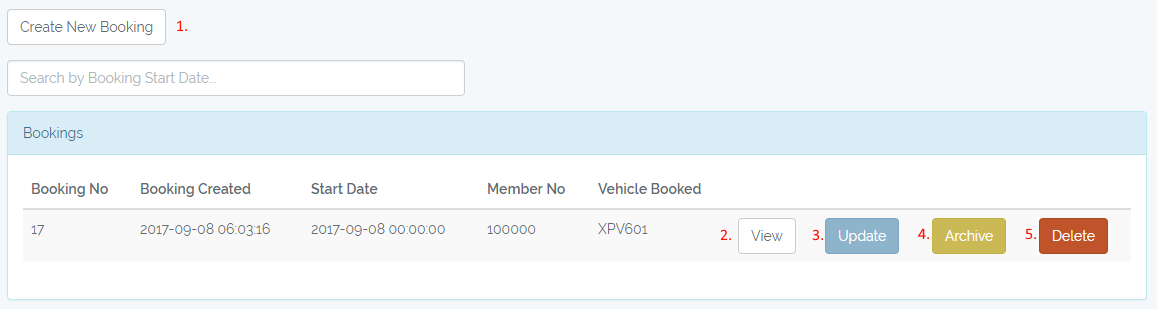 Create New Booking 1.
Search by Booking Start Date...
Bookings
Booking No Booking Created Start Date Member No Vehicle Booked
17 2017-09-08 06:03:16 2017-09-08 00:00:00 100000 XPV601 2. View 3. Update 4. Archive 5. Delete